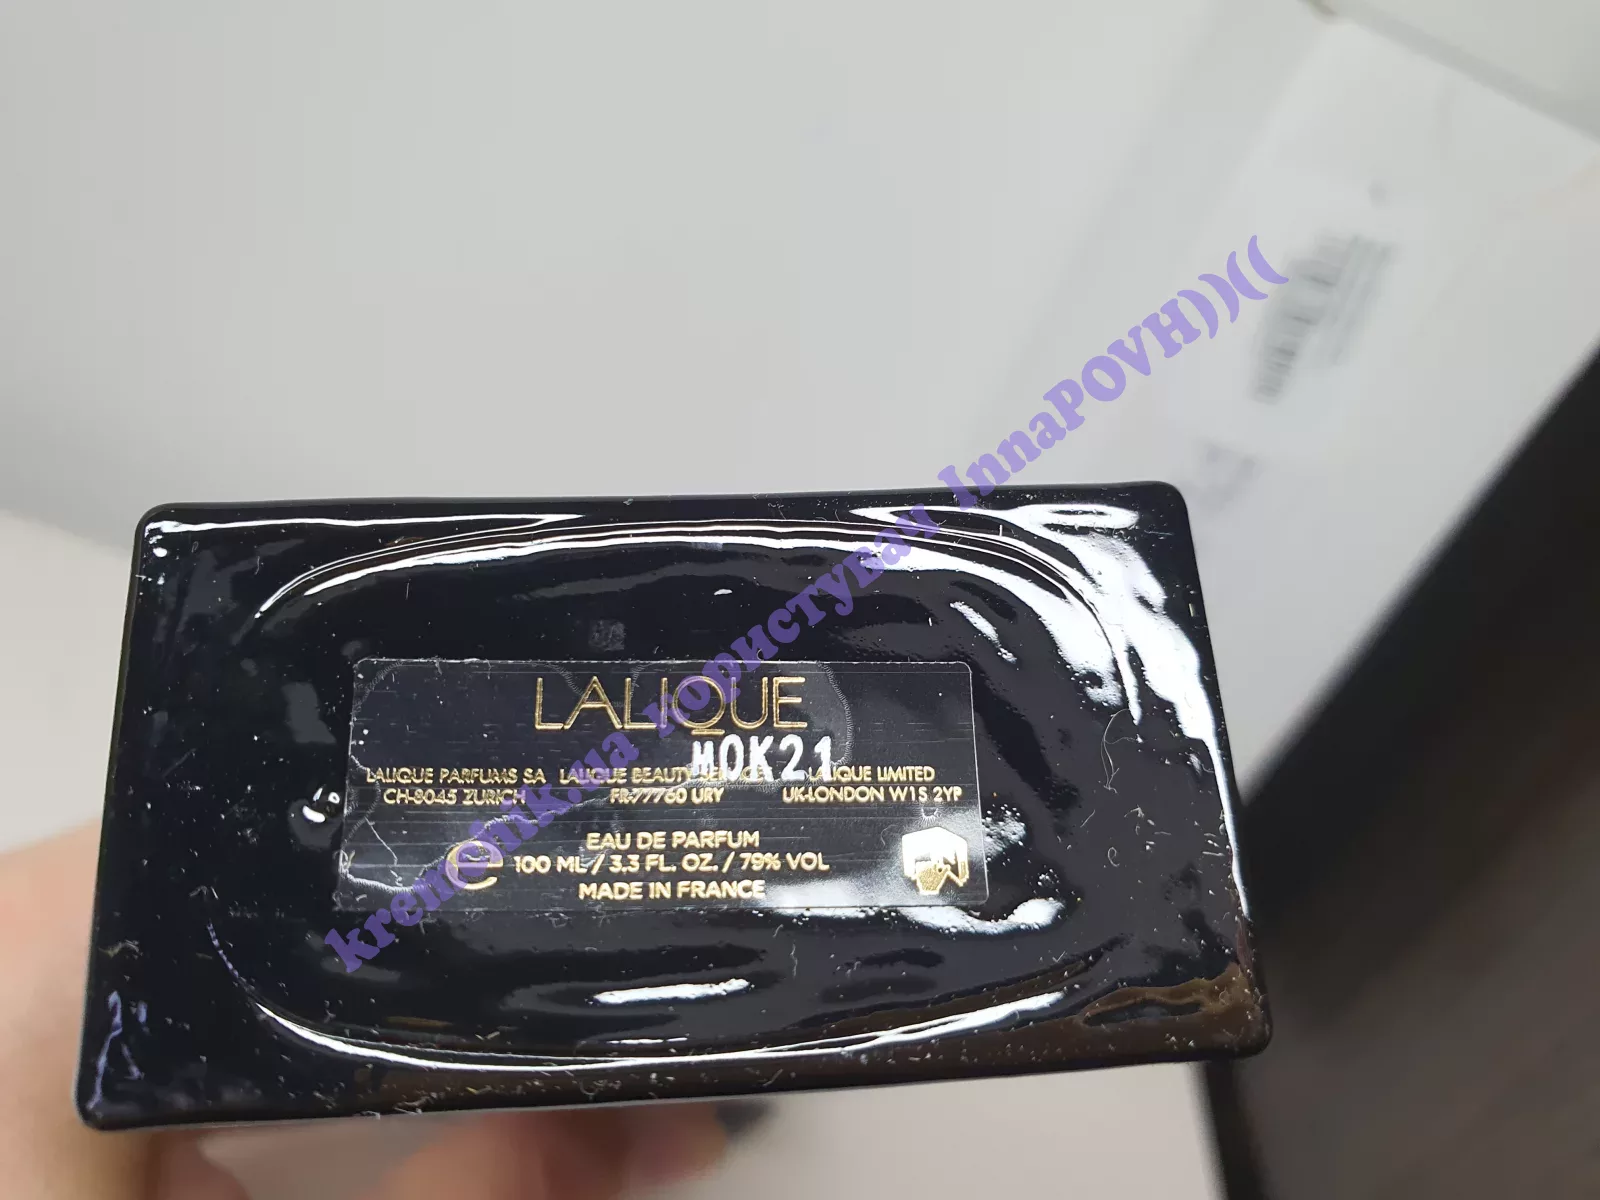 LALIQUE
MOK21
LALIQUE PARFUMS SA LALIQUE BEAUTY SERVICES LALIQUE LIMITED
CH-8045 ZURICH FR-77760 URY UK-LONDON W1S 2YP
EAU DE PARFUM
e 100 ML / 3.3 FL. OZ. / 79% VOL
MADE IN FRANCE
kremonik.ua користувач InnaPOVH))((